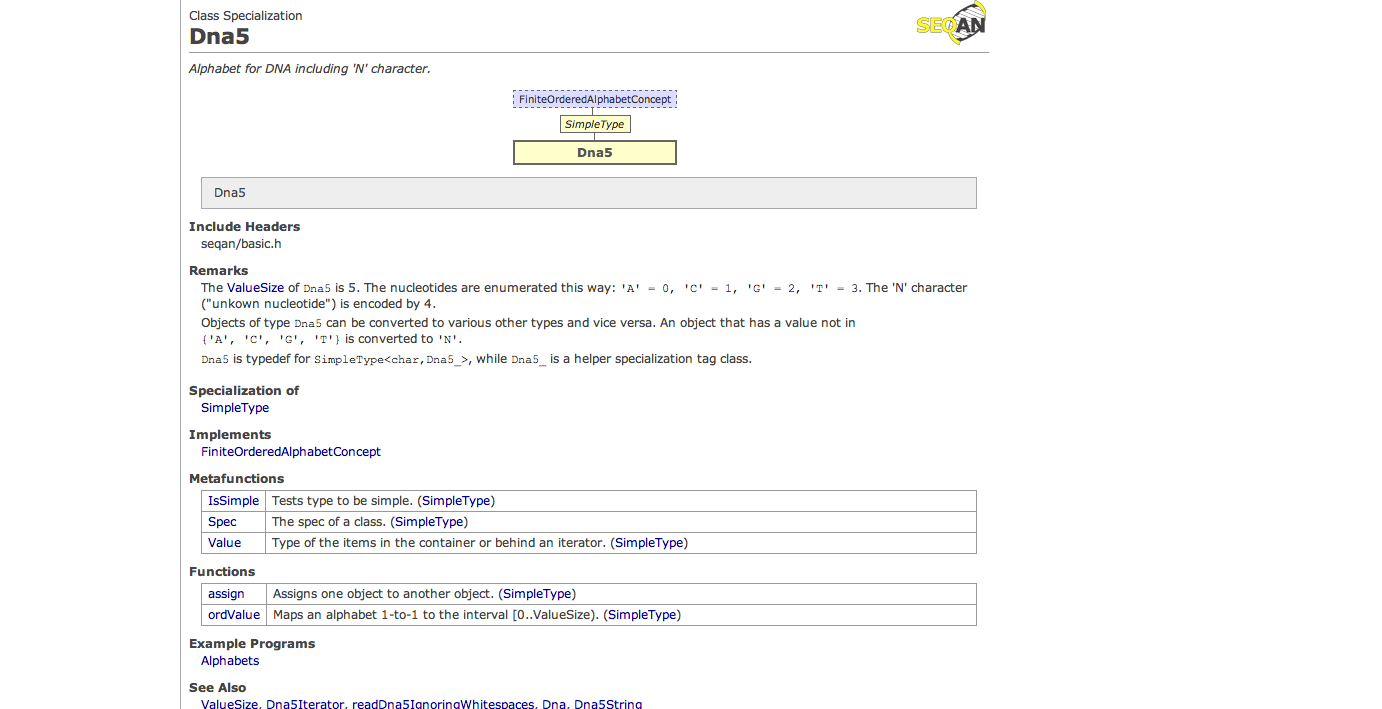 Class Specialization
Dna5
SEQAN
Alphabet for DNA including 'N' character.
FiniteOrderedAlphabetConcept
SimpleType
Dna5
Dna5
Include Headers
seqan/basic.h
Remarks
The ValueSize of Dna5 is 5. The nucleotides are enumerated this way: 'A' = 0, 'C' = 1, 'G' = 2, 'T' = 3. The 'N' character
("unkown nucleotide") is encoded by 4.
Objects of type Dna5 can be converted to various other types and vice versa. An object that has a value not in
{'A', 'C', 'G', 'T'} is converted to 'N'.
Dna5 is typedef for SimpleType<char,Dna5_>, while Dna5_ is a helper specialization tag class.
Specialization of
SimpleType
Implements
FiniteOrderedAlphabetConcept
Metafunctions
IsSimple Tests type to be simple. (SimpleType)
Spec The spec of a class. (SimpleType)
Value Type of the items in the container or behind an iterator. (SimpleType)
Functions
assign Assigns one object to another object. (SimpleType)
ordValue Maps an alphabet 1-to-1 to the interval [0..ValueSize). (SimpleType)
Example Programs
Alphabets
See Also
ValueSize, Dna5Iterator, readDna5IgnoringWhitespaces, Dna, Dna5String